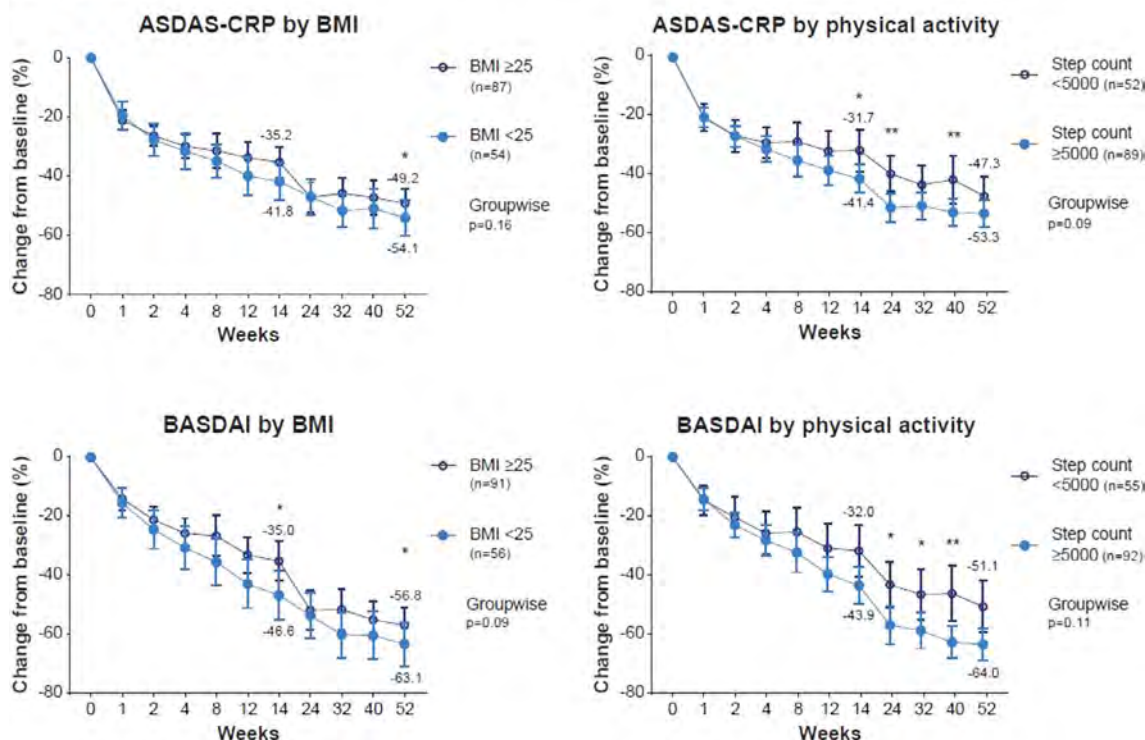 ASDAS-CRP by BMI
Change from baseline (%)
0
-20
-40
-60
-80
-35.2
-41.8
*
-49.2
-54.1
0 1 2 4 8 12 14 24 32 40 52
Weeks
BMI ≥25
(n=87)
BMI <25
(n=54)
Groupwise
p=0.16
ASDAS-CRP by physical activity
Change from baseline (%)
0
-20
-40
-60
-80
*
-31.7
**
**
-41.4
-47.3
-53.3
0 1 2 4 8 12 14 24 32 40 52
Weeks
Step count
<5000 (n=52)
Step count
≥5000 (n=89)
Groupwise
p=0.09
BASDAI by BMI
Change from baseline (%)
0
-20
-40
-60
-80
*
-35.0
-46.6
*
-56.8
-63.1
0 1 2 4 8 12 14 24 32 40 52
Weeks
BMI ≥25
(n=91)
BMI <25
(n=56)
Groupwise
p=0.09
BASDAI by physical activity
Change from baseline (%)
0
-20
-40
-60
-80
-32.0
*
*
**
-43.9
-51.1
-64.0
0 1 2 4 8 12 14 24 32 40 52
Weeks
Step count
<5000 (n=55)
Step count
≥5000 (n=92)
Groupwise
p=0.11